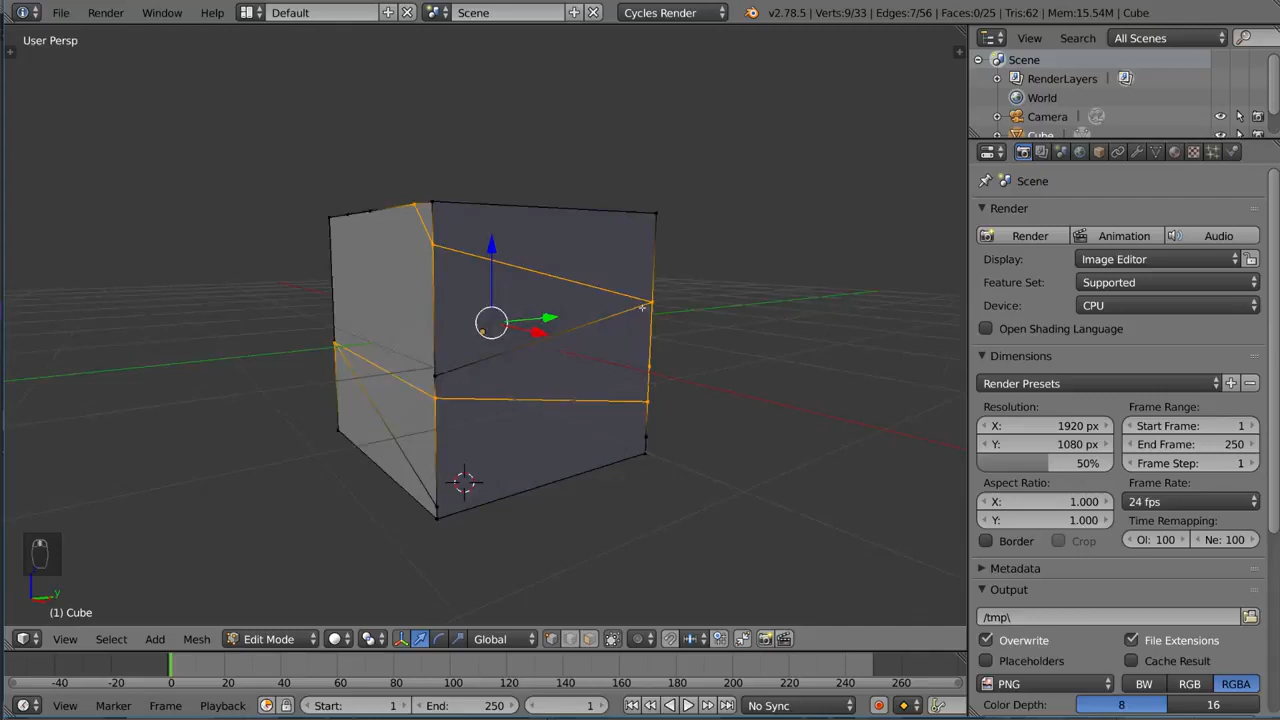 File Render Window Help Default Scene Cycles Render v2.78.5 | Verts:9/33 | Edges:7/56 | Faces:0/25 | Tris:62 | Mem:15.54M | Cube
User Persp
View Search All Scenes
Scene
RenderLayers
World
Camera
Cube
Scene
Render
Render Animation Audio
Display: Image Editor
Feature Set: Supported
Device: CPU
Open Shading Language
Dimensions
Render Presets
Resolution: Frame Range:
X: 1920 px Start Frame: 1
Y: 1080 px End Frame: 250
50% Frame Step: 1
Aspect Ratio: Frame Rate:
X: 1.000 24 fps
Y: 1.000 Time Remapping:
Border Crop Ol: 100 Ne: 100
Metadata
Output
/tmp\
Overwrite File Extensions
Placeholders Cache Result
PNG BW RGB RGBA
Color Depth: 8 16
y
(1) Cube
View Select Add Mesh Edit Mode Global
-40 -20 0 20 40 60 80 100 120 140 160 180 200 220 240 260
View Marker Frame Playback Start: 1 End: 250 1 No Sync